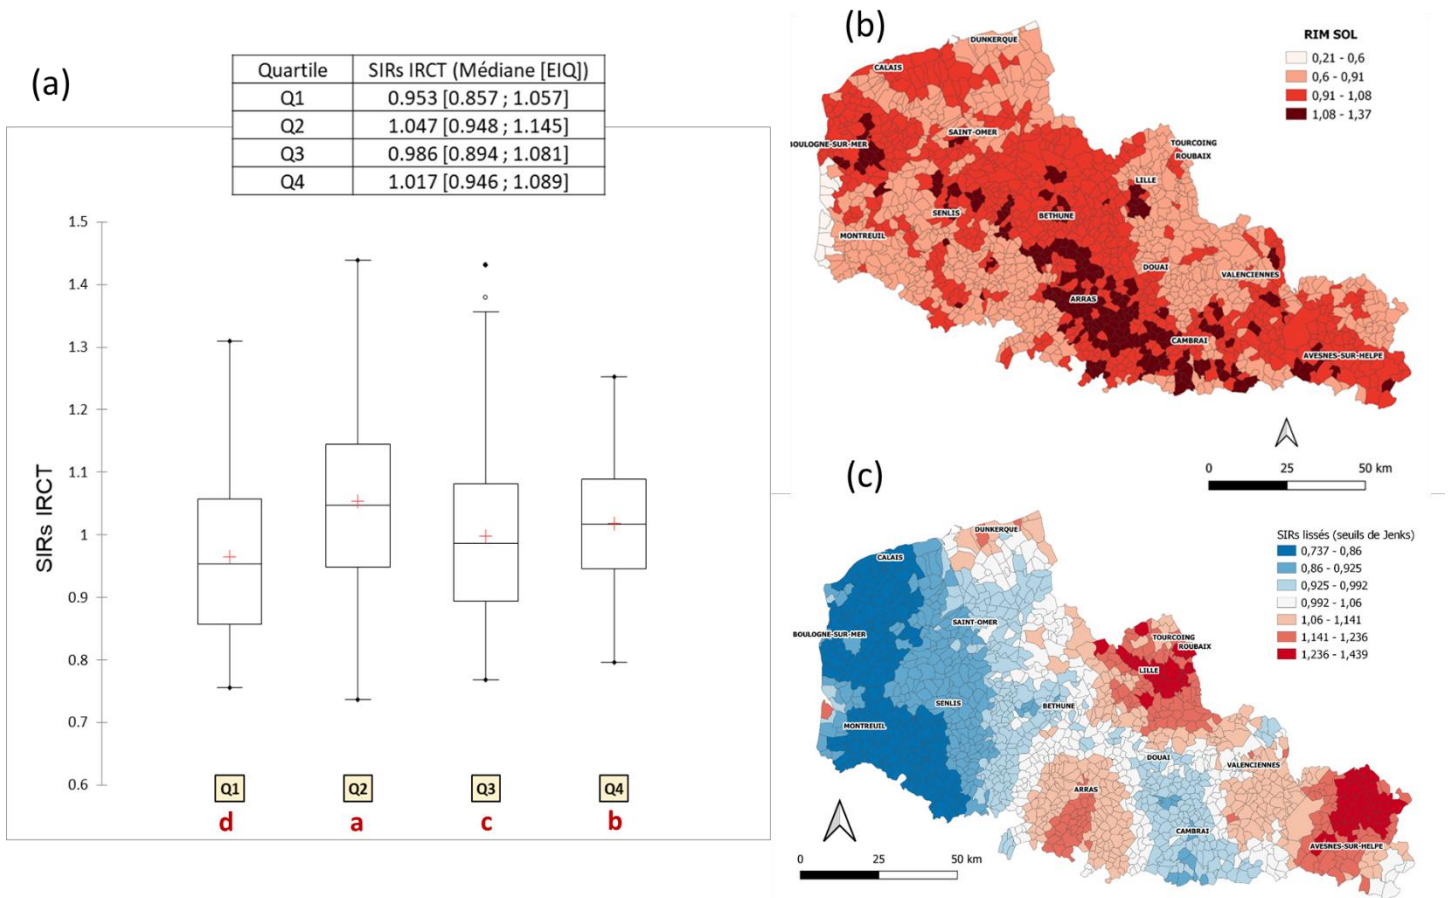 (a)
Quartile SIRs IRCT (Médiane [EIQ])
Q1 0.953 [0.857 ; 1.057]
Q2 1.047 [0.948 ; 1.145]
Q3 0.986 [0.894 ; 1.081]
Q4 1.017 [0.946 ; 1.089]
SIRs IRCT
1.5
1.4
1.3
1.2
1.1
1
0.9
0.8
0.7
0.6
Q1 Q2 Q3 Q4
d a c b
(b)
RIM SOL
0,21 - 0,6
0,6 - 0,91
0,91 - 1,08
1,08 - 1,37
DUNKERQUE
CALAIS
SAINT-OMER
BOULOGNE-SUR-MER
TOURCOING
ROUBAIX
LILLE
SENLIS
BETHUNE
MONTREUIL
DOUAI
VALENCIENNES
ARRAS
CAMBRAI
AVESNES-SUR-HELPE
0 25 50 km
(c)
SIRs lissés (seuils de Jenks)
0,737 - 0,86
0,86 - 0,925
0,925 - 0,992
0,992 - 1,06
1,06 - 1,141
1,141 - 1,236
1,236 - 1,439
DUNKERQUE
CALAIS
SAINT-OMER
BOULOGNE-SUR-MER
TOURCOING
ROUBAIX
LILLE
SENLIS
BETHUNE
MONTREUIL
DOUAI
VALENCIENNES
ARRAS
CAMBRAI
AVESNES-SUR-HELPE
0 25 50 km